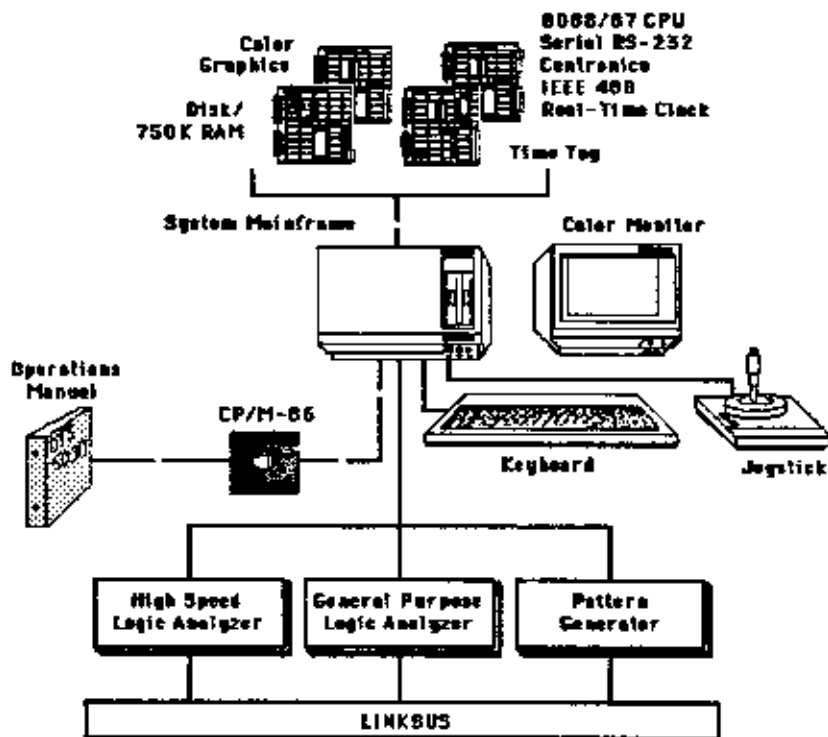 Color
Graphics
Disk/
750K RAM
8088/87 CPU
Serial RS-232
Centronics
IEEE 488
Real-Time Clock
Time Tag
System Mainframe
Color Monitor
Operations
Manual
CP/M-86
Keyboard
Joystick
High Speed
Logic Analyzer
General Purpose
Logic Analyzer
Pattern
Generator
LINKBUS